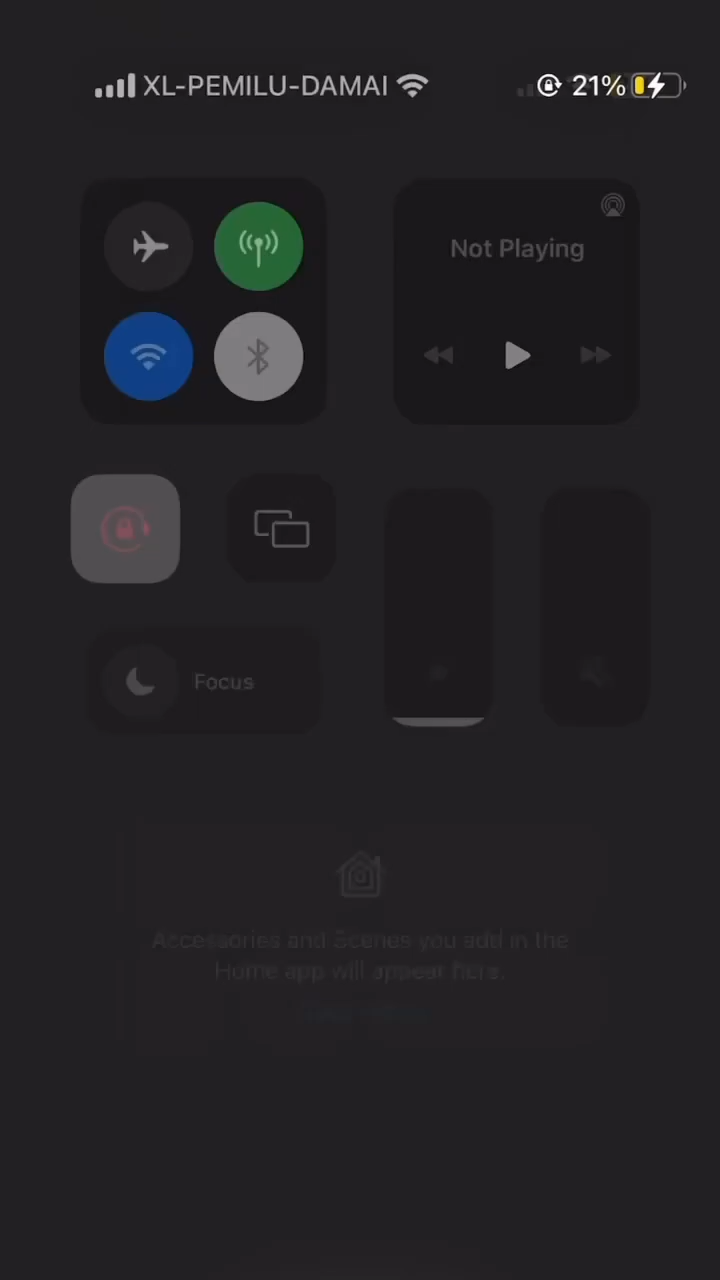 XL-PEMILU-DAMAI
21%
Not Playing
Focus
Accessories and Scenes you add in the
Home app will appear here.